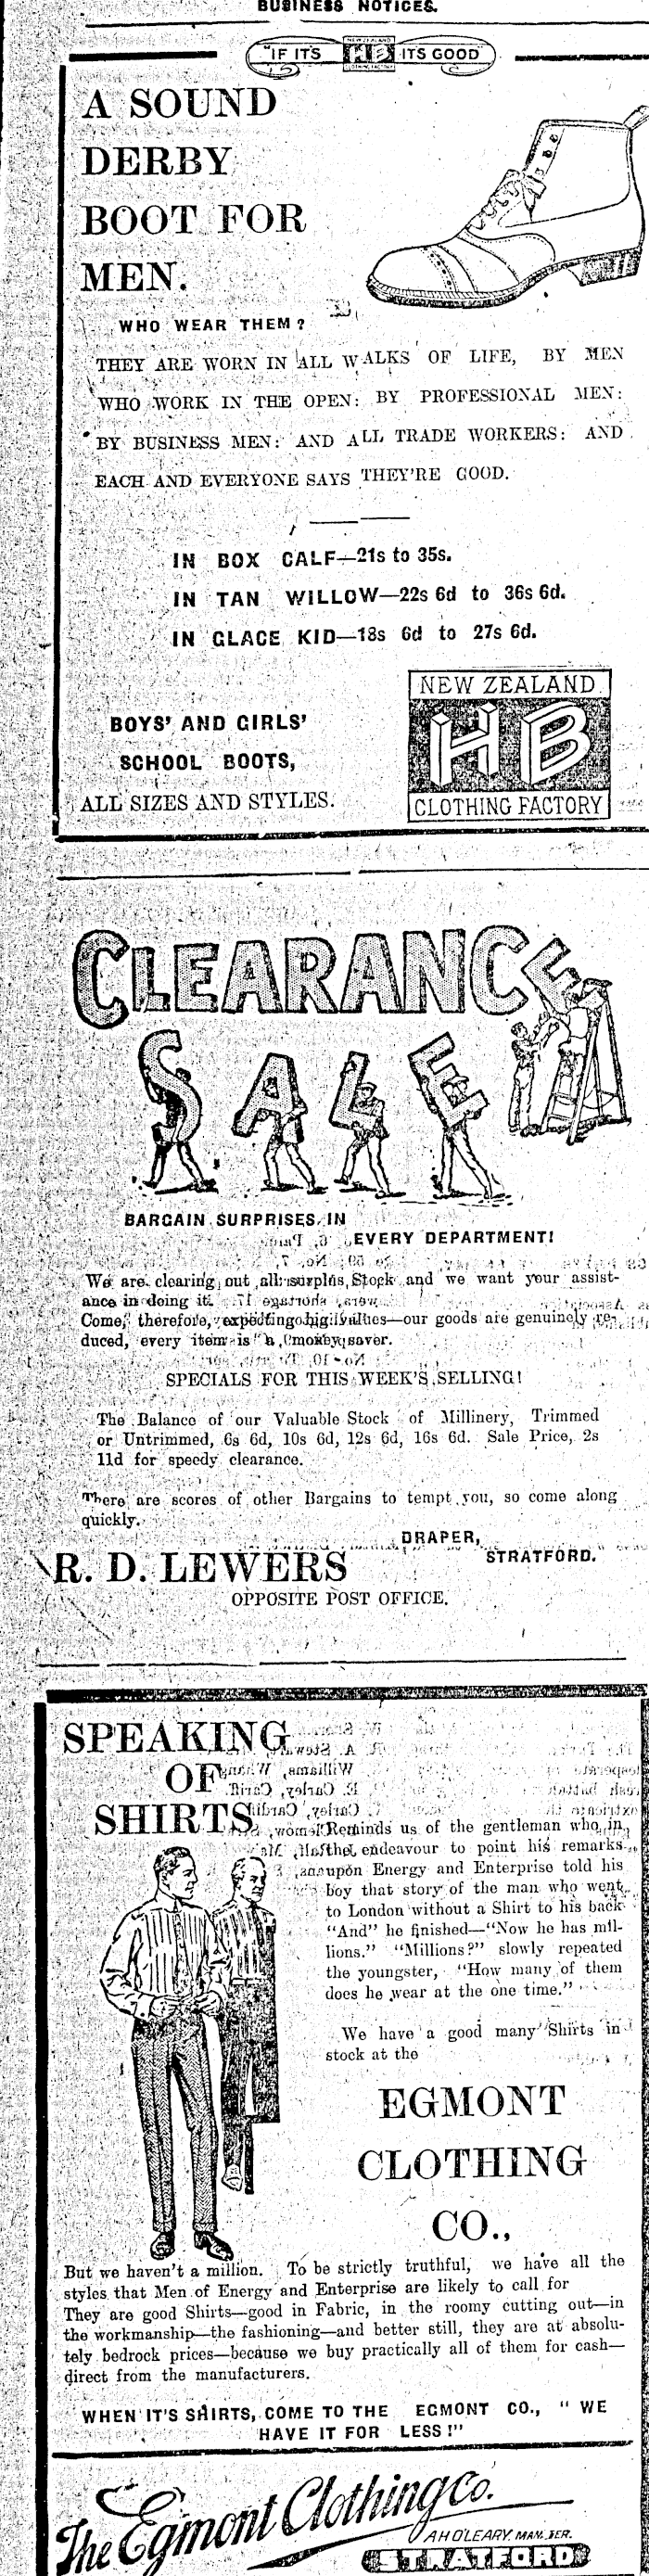 BUSINESS NOTICES.
"IF IT'S
NEW ZEALAND
HB
CLOTHING FACTORY
IT'S GOOD"
A SOUND
DERBY
BOOT FOR
MEN.
WHO WEAR THEM?
THEY ARE WORN IN ALL WALKS OF LIFE, BY MEN
WHO WORK IN THE OPEN: BY PROFESSIONAL MEN:
BY BUSINESS MEN: AND ALL TRADE WORKERS: AND
EACH AND EVERYONE SAYS THEY'RE GOOD.
IN BOX CALF—21s to 35s.
IN TAN WILLOW—22s 6d to 36s 6d.
IN GLACE KID—18s 6d to 27s 6d.
BOYS' AND GIRLS'
SCHOOL BOOTS,
ALL SIZES AND STYLES.
NEW ZEALAND
HB
CLOTHING FACTORY
CLEARANCE
SALE
BARGAIN SURPRISES IN
EVERY DEPARTMENT!
We are clearing out all surplus Stock and we want your assist-
ance in doing it.
Come, therefore, expecting big values—our goods are genuinely re-
duced, every item is a money saver.
SPECIALS FOR THIS WEEK'S SELLING!
The Balance of our Valuable Stock of Millinery, Trimmed
or Untrimmed, 6s 6d, 10s 6d, 12s 6d, 16s 6d. Sale Price, 2s
11d for speedy clearance.
There are scores of other Bargains to tempt you, so come along
quickly.
DRAPER,
R. D. LEWERS
STRATFORD.
OPPOSITE POST OFFICE.
SPEAKING
OF
SHIRTS
Reminds us of the gentleman who in
the endeavour to point his remarks
upon Energy and Enterprise told his
boy that story of the man who went
to London without a Shirt to his back
"And" he finished—"Now he has mil-
lions." "Millions?" slowly repeated
the youngster, "How many of them
does he wear at the one time."
We have a good many Shirts in
stock at the
EGMONT
CLOTHING
CO.,
But we haven't a million. To be strictly truthful, we have all the
styles that Men of Energy and Enterprise are likely to call for
They are good Shirts—good in Fabric, in the roomy cutting out—in
the workmanship—the fashioning—and better still, they are at absolu-
tely bedrock prices—because we buy practically all of them for cash—
direct from the manufacturers.
WHEN IT'S SHIRTS, COME TO THE EGMONT CO., "WE
HAVE IT FOR LESS!"
The Egmont Clothing Co.
A H O'LEARY. MANAGER.
STRATFORD